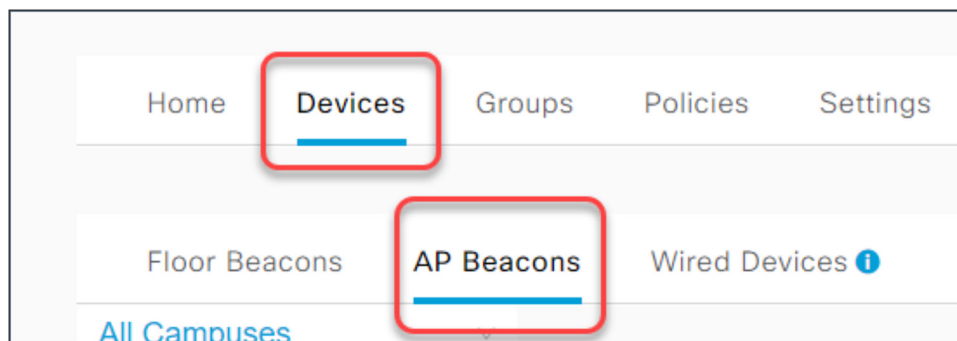 Home Devices Groups Policies Settings
Floor Beacons AP Beacons Wired Devices
All Campuses